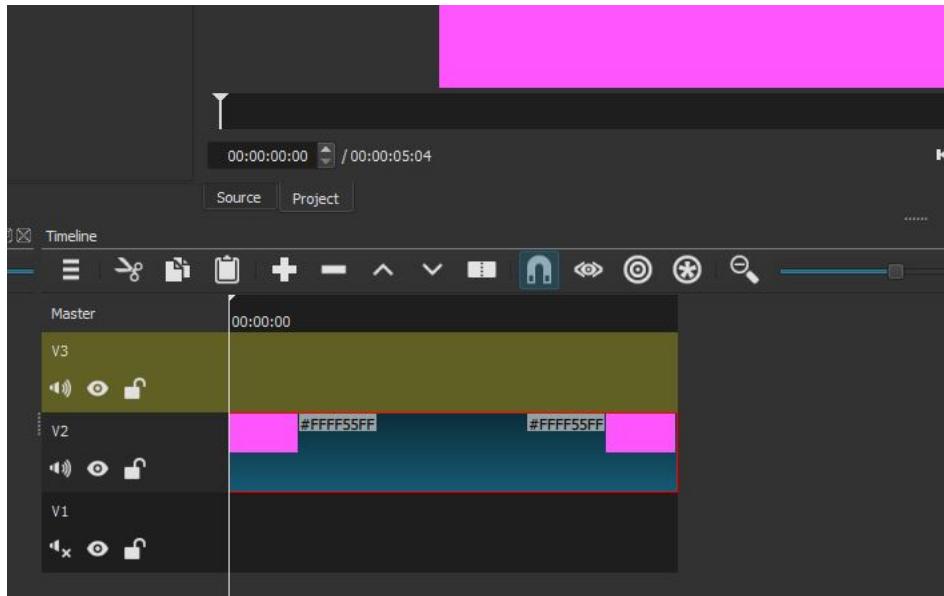 00:00:00:00 / 00:00:05:04
Source Project
Timeline
Master
00:00:00
V3
V2
#FFFF55FF #FFFF55FF
V1